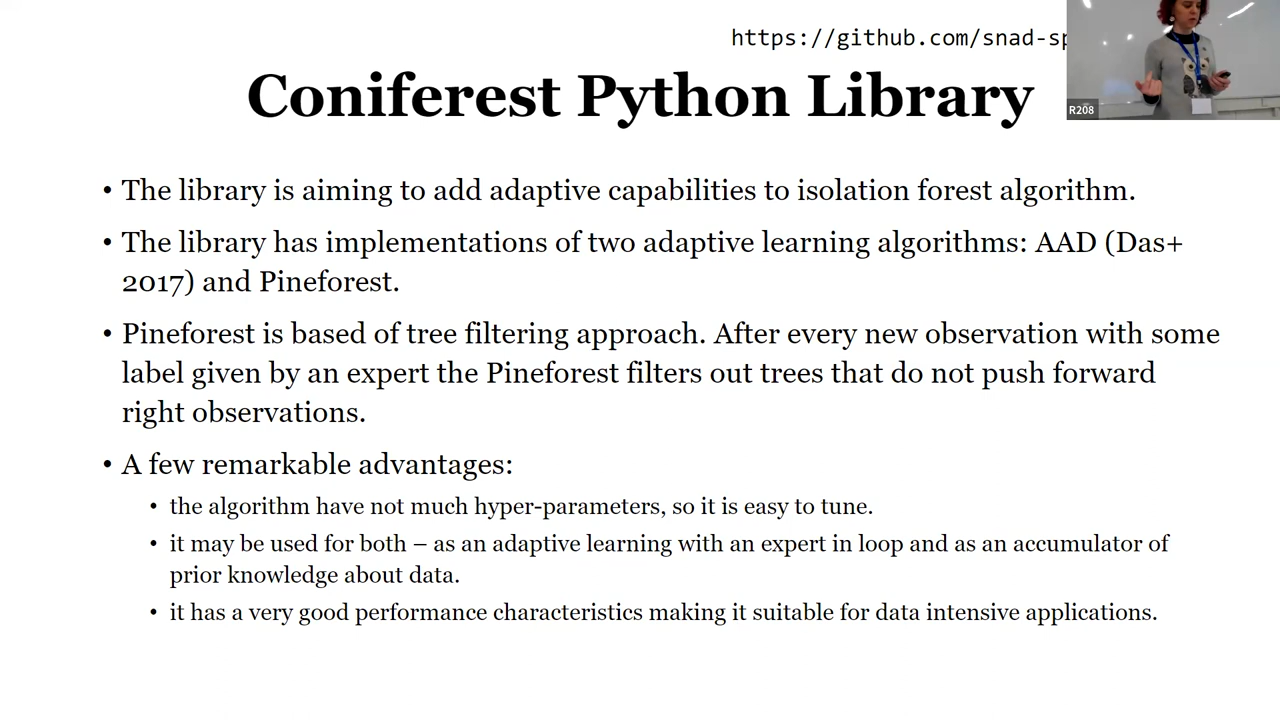 https://github.com/snad-sp
Coniferest Python Library
R208
• The library is aiming to add adaptive capabilities to isolation forest algorithm.
• The library has implementations of two adaptive learning algorithms: AAD (Das+
2017) and Pineforest.
• Pineforest is based of tree filtering approach. After every new observation with some
label given by an expert the Pineforest filters out trees that do not push forward
right observations.
• A few remarkable advantages:
• the algorithm have not much hyper-parameters, so it is easy to tune.
• it may be used for both – as an adaptive learning with an expert in loop and as an accumulator of
prior knowledge about data.
• it has a very good performance characteristics making it suitable for data intensive applications.